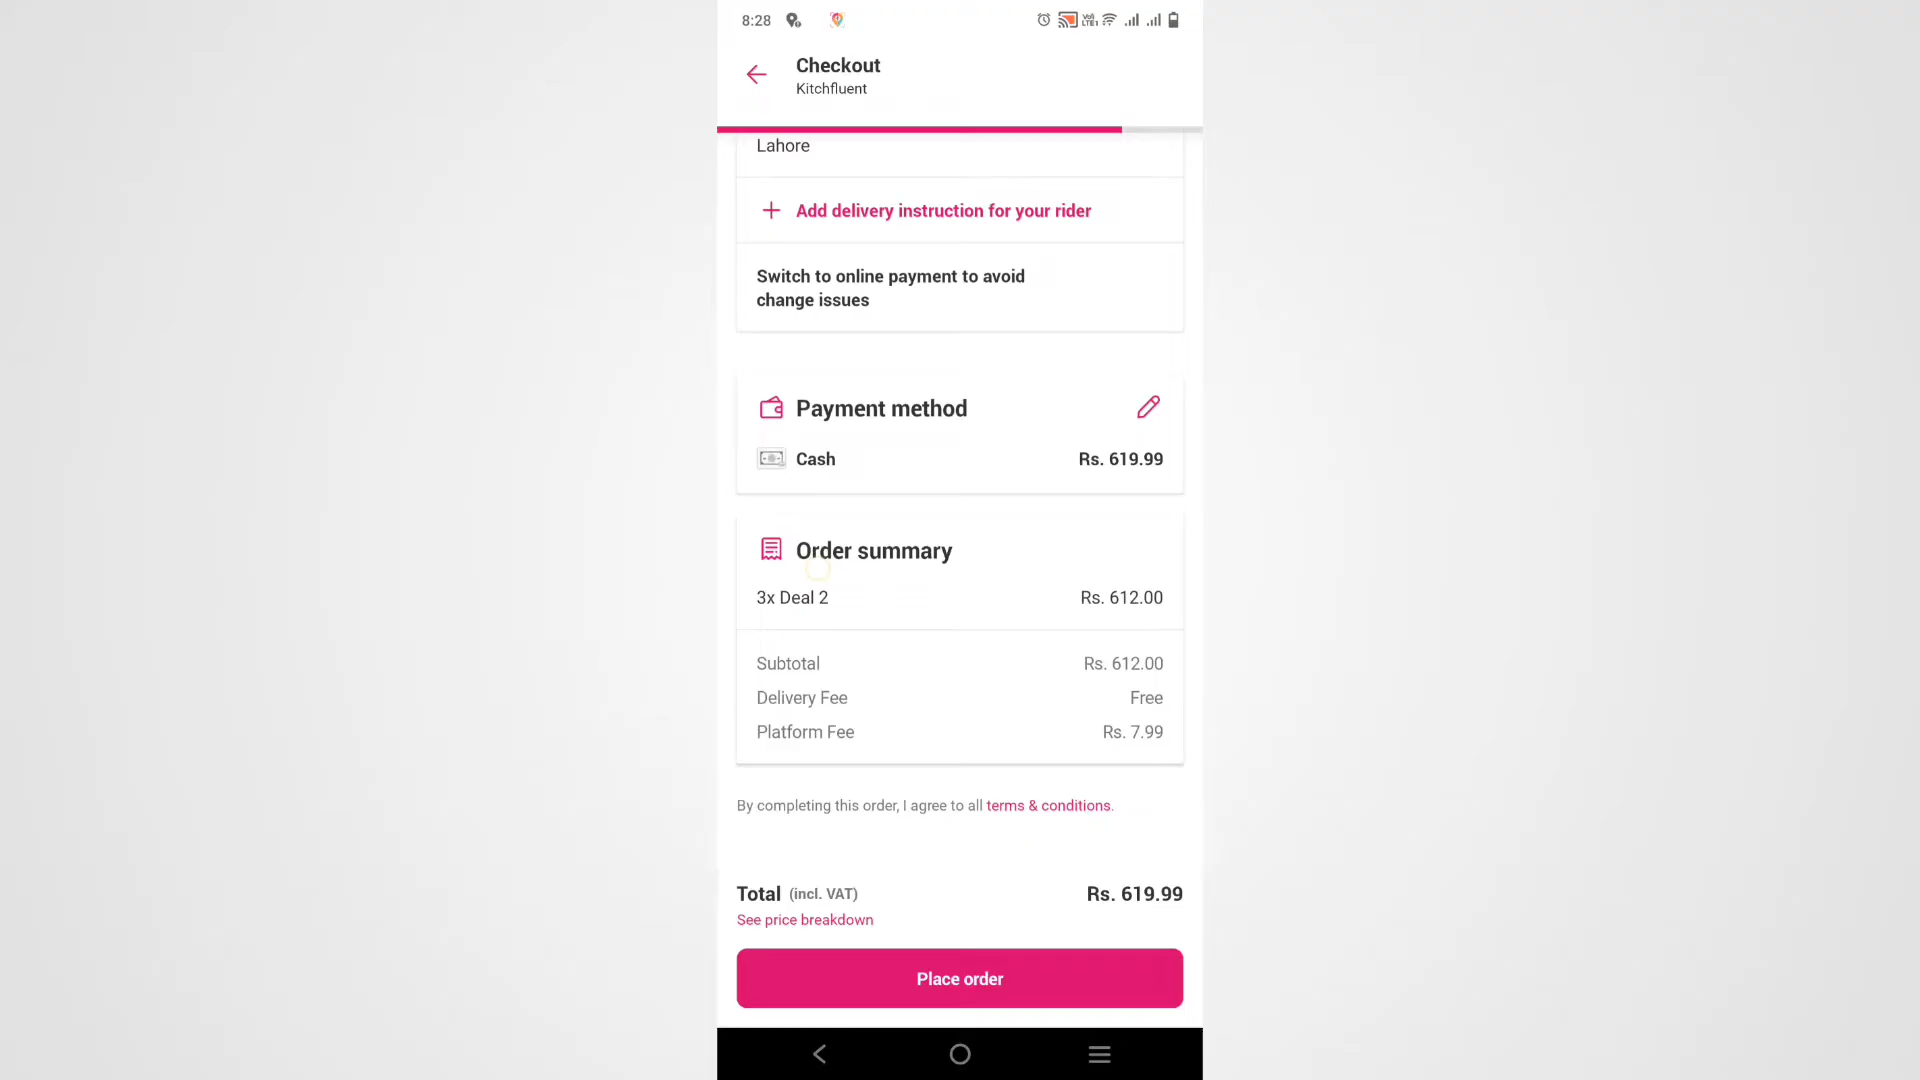 8:28
Checkout
Kitchfluent
Lahore
Add delivery instruction for your rider
Switch to online payment to avoid
change issues
Payment method
Cash Rs. 619.99
Order summary
3x Deal 2 Rs. 612.00
Subtotal Rs. 612.00
Delivery Fee Free
Platform Fee Rs. 7.99
By completing this order, I agree to all terms & conditions.
Total (incl. VAT) Rs. 619.99
See price breakdown
Place order